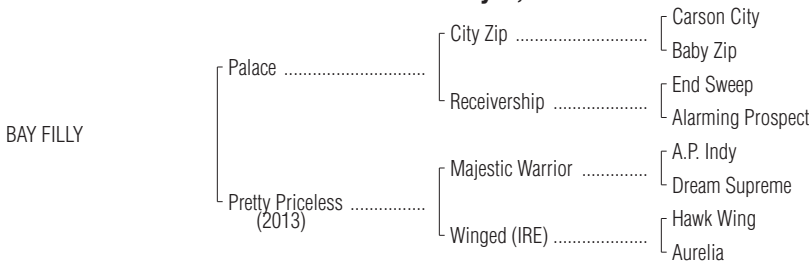 Carson City
City Zip ..........................
Baby Zip
Palace ............................
End Sweep
Receivership ...................
Alarming Prospect
BAY FILLY
A.P. Indy
Majestic Warrior .............
Dream Supreme
Pretty Priceless ...............
(2013)
Hawk Wing
Winged (IRE) ...................
Aurelia